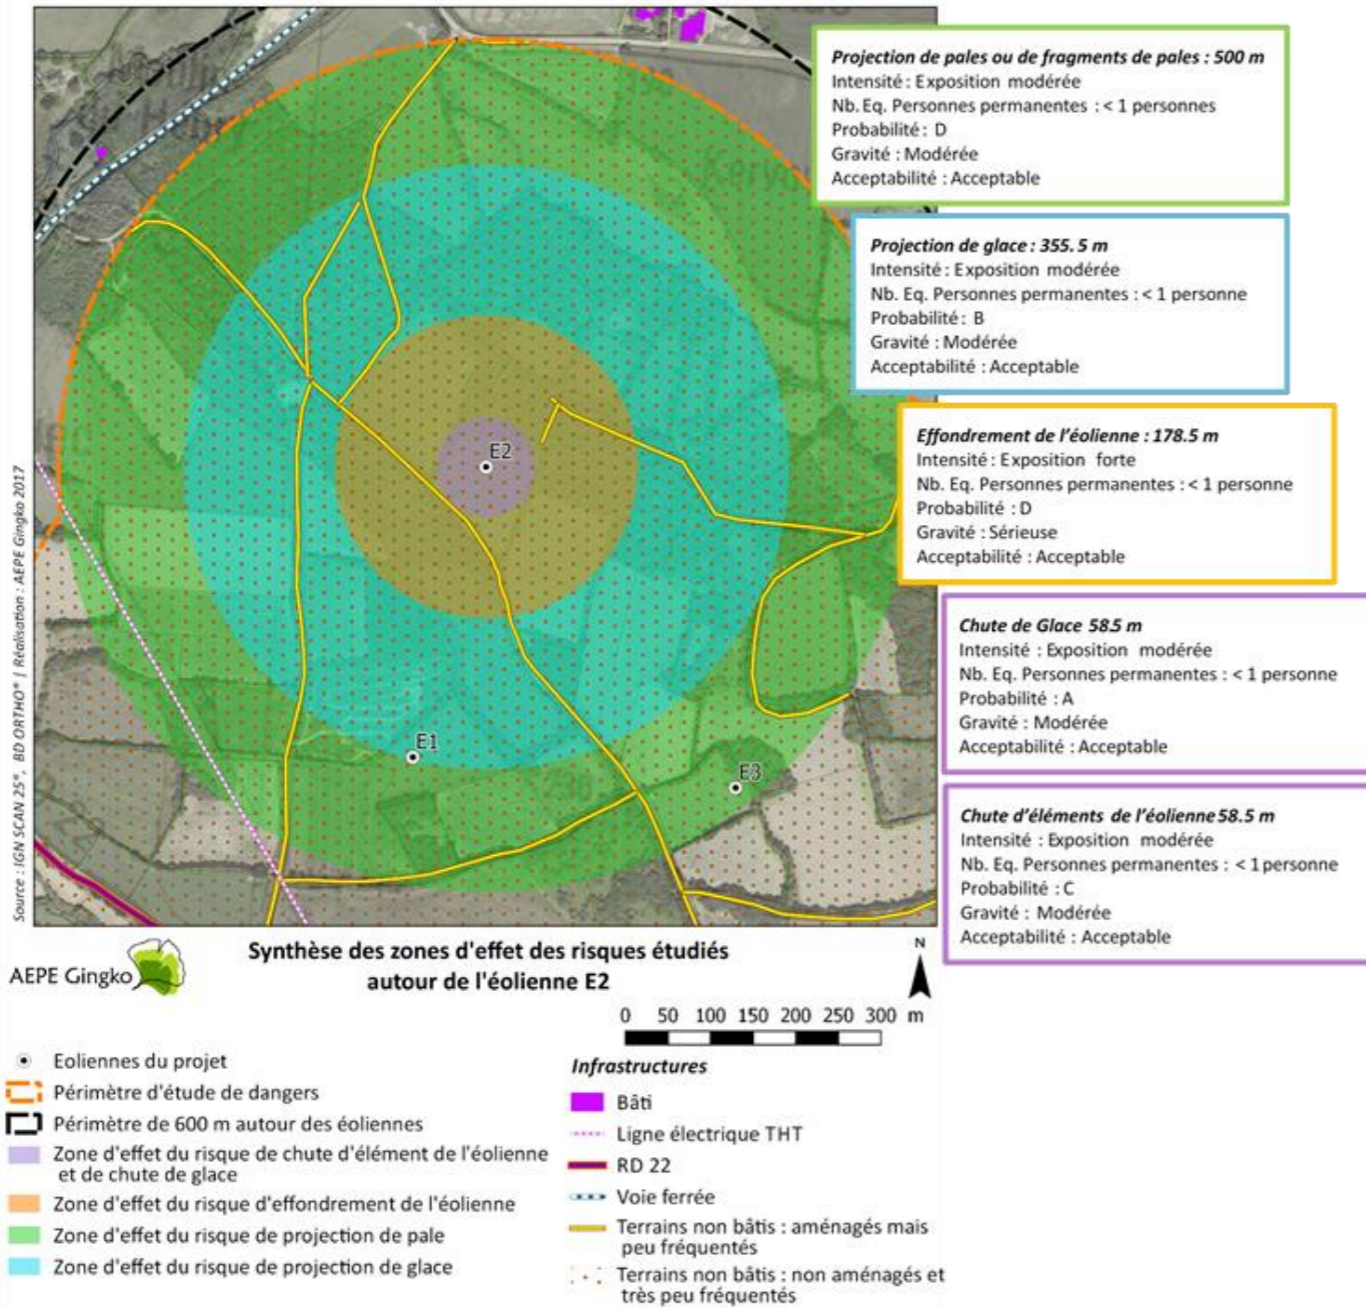 Projection de pales ou de fragments de pales : 500 m
Intensité : Exposition modérée
Nb. Eq. Personnes permanentes : < 1 personnes
Probabilité : D
Gravité : Modérée
Acceptabilité : Acceptable
Projection de glace : 355.5 m
Intensité : Exposition modérée
Nb. Eq. Personnes permanentes : < 1 personne
Probabilité : B
Gravité : Modérée
Acceptabilité : Acceptable
Effondrement de l'éolienne : 178.5 m
Intensité : Exposition forte
Nb. Eq. Personnes permanentes : < 1 personne
Probabilité : D
Gravité : Sérieuse
Acceptabilité : Acceptable
Chute de Glace 58.5 m
Intensité : Exposition modérée
Nb. Eq. Personnes permanentes : < 1 personne
Probabilité : A
Gravité : Modérée
Acceptabilité : Acceptable
Chute d'éléments de l'éolienne 58.5 m
Intensité : Exposition modérée
Nb. Eq. Personnes permanentes : < 1 personne
Probabilité : C
Gravité : Modérée
Acceptabilité : Acceptable
E2
E1
E3
Source : IGN SCAN 25®, BD ORTHO® | Réalisation : AEPE Gingko 2017
AEPE Gingko
Synthèse des zones d'effet des risques étudiés
autour de l'éolienne E2
N
0 50 100 150 200 250 300 m
Eoliennes du projet
Périmètre d'étude de dangers
Périmètre de 600 m autour des éoliennes
Zone d'effet du risque de chute d'élément de l'éolienne
et de chute de glace
Zone d'effet du risque d'effondrement de l'éolienne
Zone d'effet du risque de projection de pale
Zone d'effet du risque de projection de glace
Infrastructures
Bâti
Ligne électrique THT
RD 22
Voie ferrée
Terrains non bâtis : aménagés mais
peu fréquentés
Terrains non bâtis : non aménagés et
très peu fréquentés